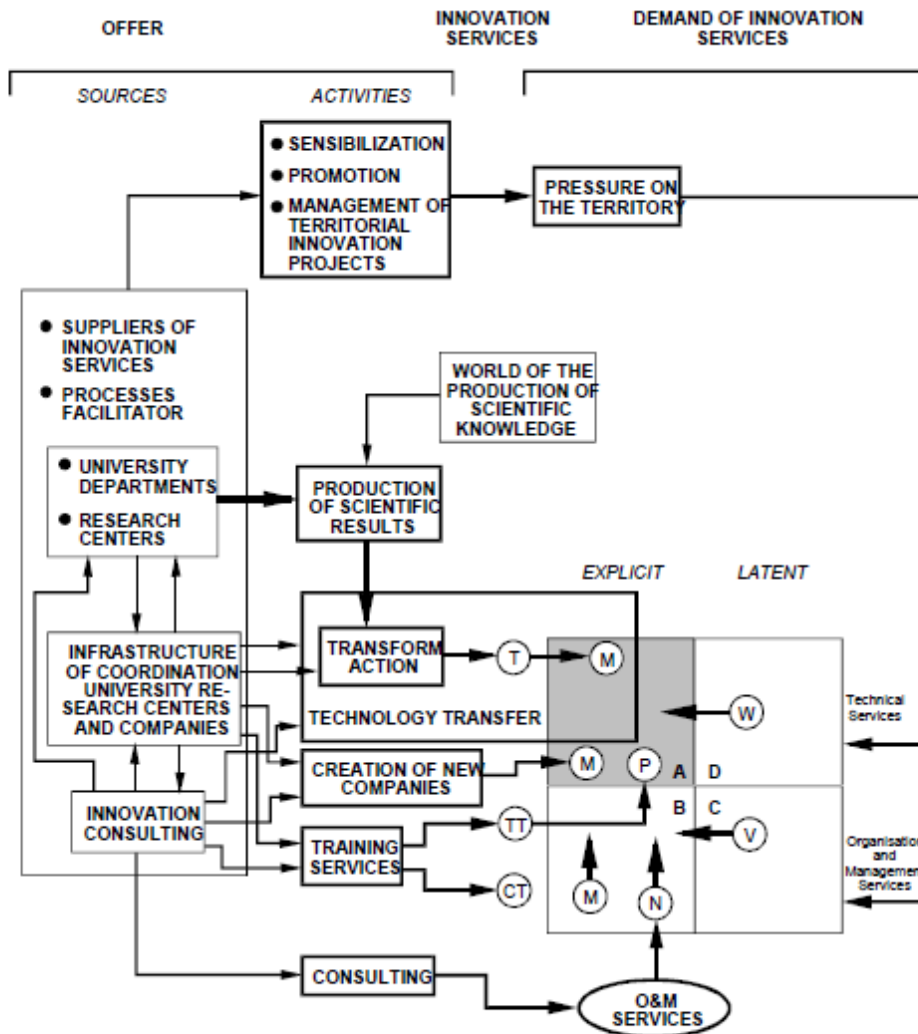 OFFER
INNOVATION
SERVICES
DEMAND OF INNOVATION
SERVICES
SOURCES
ACTIVITIES
● SENSIBILIZATION
● PROMOTION
● MANAGEMENT OF
TERRITORIAL
INNOVATION
PROJECTS
PRESSURE ON
THE TERRITORY
● SUPPLIERS OF
INNOVATION
SERVICES
● PROCESSES
FACILITATOR
WORLD OF THE
PRODUCTION OF
SCIENTIFIC
KNOWLEDGE
● UNIVERSITY
DEPARTMENTS
● RESEARCH
CENTERS
PRODUCTION
OF SCIENTIFIC
RESULTS
EXPLICIT
LATENT
INFRASTRUCTURE
OF COORDINATION
UNIVERSITY RE-
SEARCH CENTERS
AND COMPANIES
TRANSFORM
ACTION
T
M
TECHNOLOGY TRANSFER
W
Technical
Services
CREATION OF NEW
COMPANIES
M
P
A
D
INNOVATION
CONSULTING
TRAINING
SERVICES
TT
CT
B
C
V
M
N
Organisation
and
Management
Services
CONSULTING
O&M
SERVICES